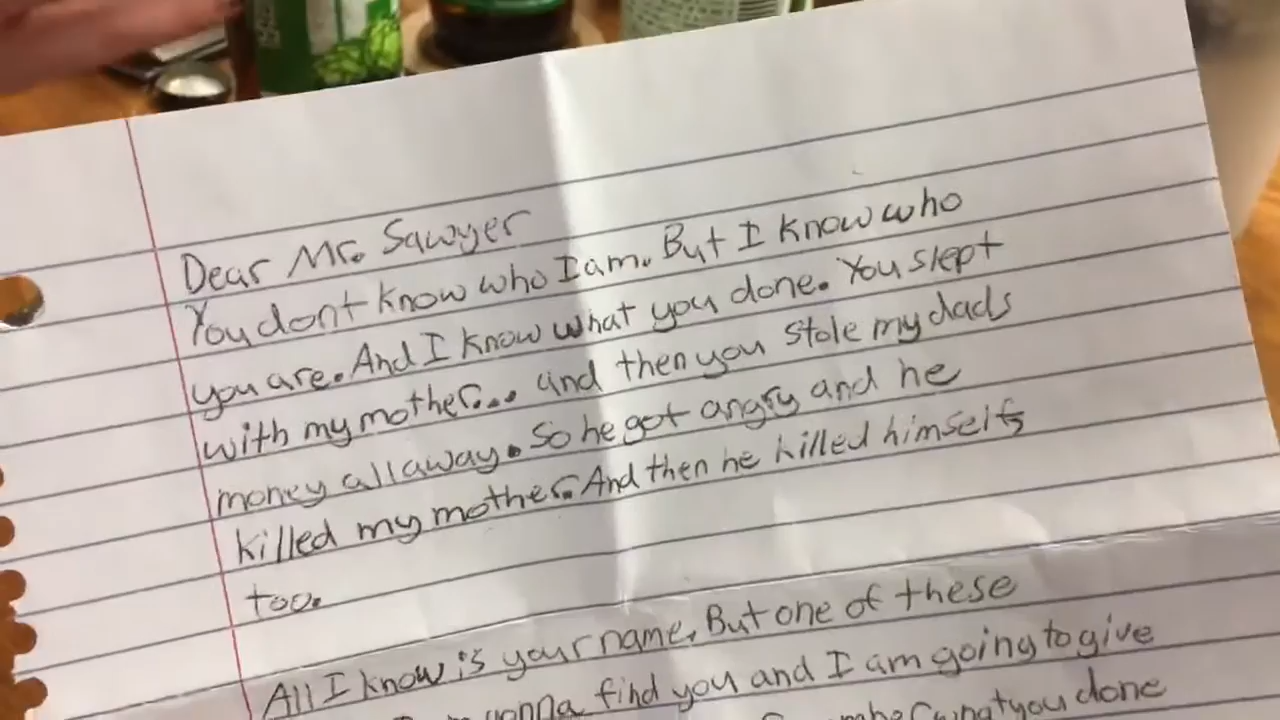 Dear Mr. Sawyer
You dont know who I am. But I know who
you are. And I know what you done. You slept
with my mother... and then you stole my dads
money all away. So he got angry and he
killed my mother. And then he killed himself
too.
All I know is your name. But one of these
gonna find you and I am going to give
what you done